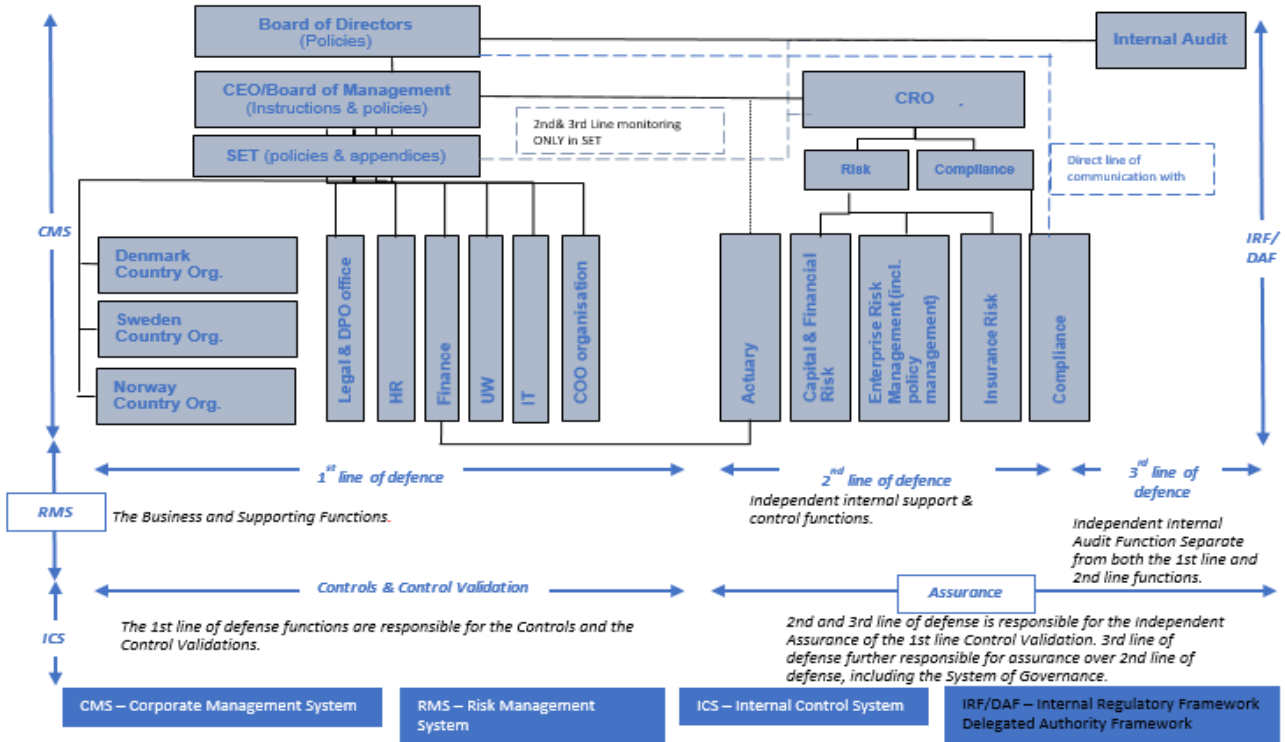 Board of Directors
(Policies)
Internal Audit
CEO/Board of Management
(Instructions & policies)
CRO .
2nd& 3rd Line monitoring
ONLY in SET
SET (policies & appendices)
Risk
Compliance
Direct line of
communication with
CMS
IRF/
DAF
Denmark
Country Org.
Sweden
Country Org.
Norway
Country Org.
Legal & DPO office
HR
Finance
UW
IT
COO organisation
Actuary
Capital & Financial
Risk
Enterprise Risk
Management (incl.
policy
management)
Insurance Risk
Compliance
1st line of defence
2nd line of defence
3rd line of
defence
RMS
The Business and Supporting Functions.
Independent internal support &
control functions.
Independent Internal
Audit Function Separate
from both the 1st line and
2nd line functions.
Controls & Control Validation
Assurance
ICS
The 1st line of defense functions are responsible for the Controls and the
Control Validations.
2nd and 3rd line of defense is responsible for the Independent
Assurance of the 1st line Control Validation. 3rd line of
defense further responsible for assurance over 2nd line of
defense, including the System of Governance.
CMS – Corporate Management System
RMS – Risk Management
System
ICS – Internal Control System
IRF/DAF – Internal Regulatory Framework
Delegated Authority Framework